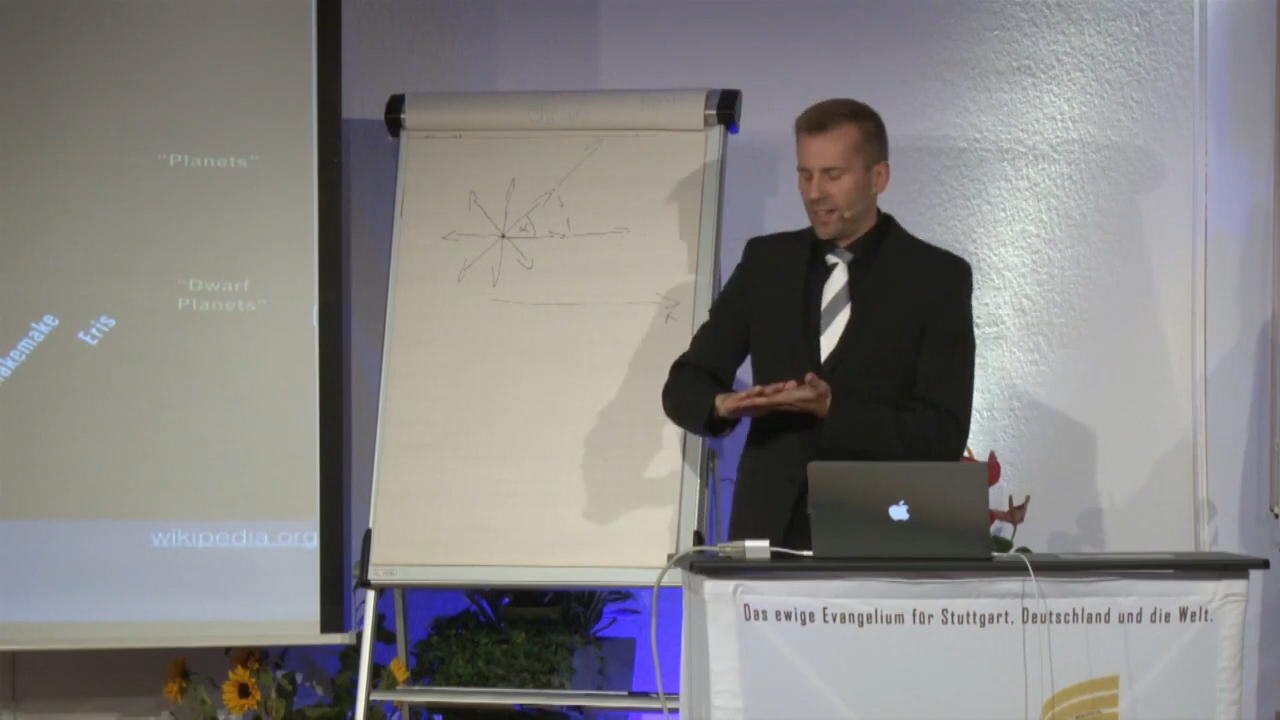 "Planets"
"Dwarf
Planets"
akemake
Eris
wikipedia.org
Das ewige Evangelium für Stuttgart, Deutschland und die Welt.